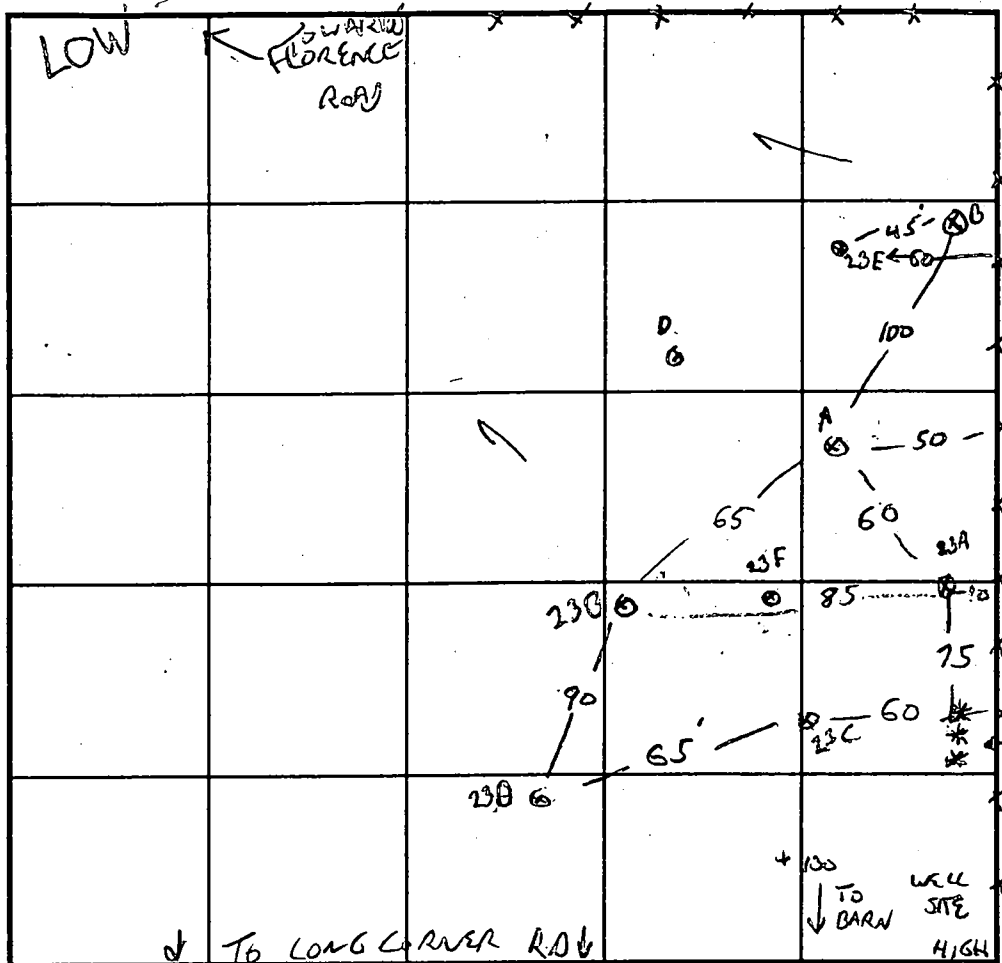 LOW
TOWARD
FLORENCE
ROAD
B
45'
23E
60
D
100
A
50
65
60
23A
23F
23B
85
90
75
60
23C
65'
23D
+ 130
TO
BARN
WELL
SITE
TO LONG CORNER RD
HIGH